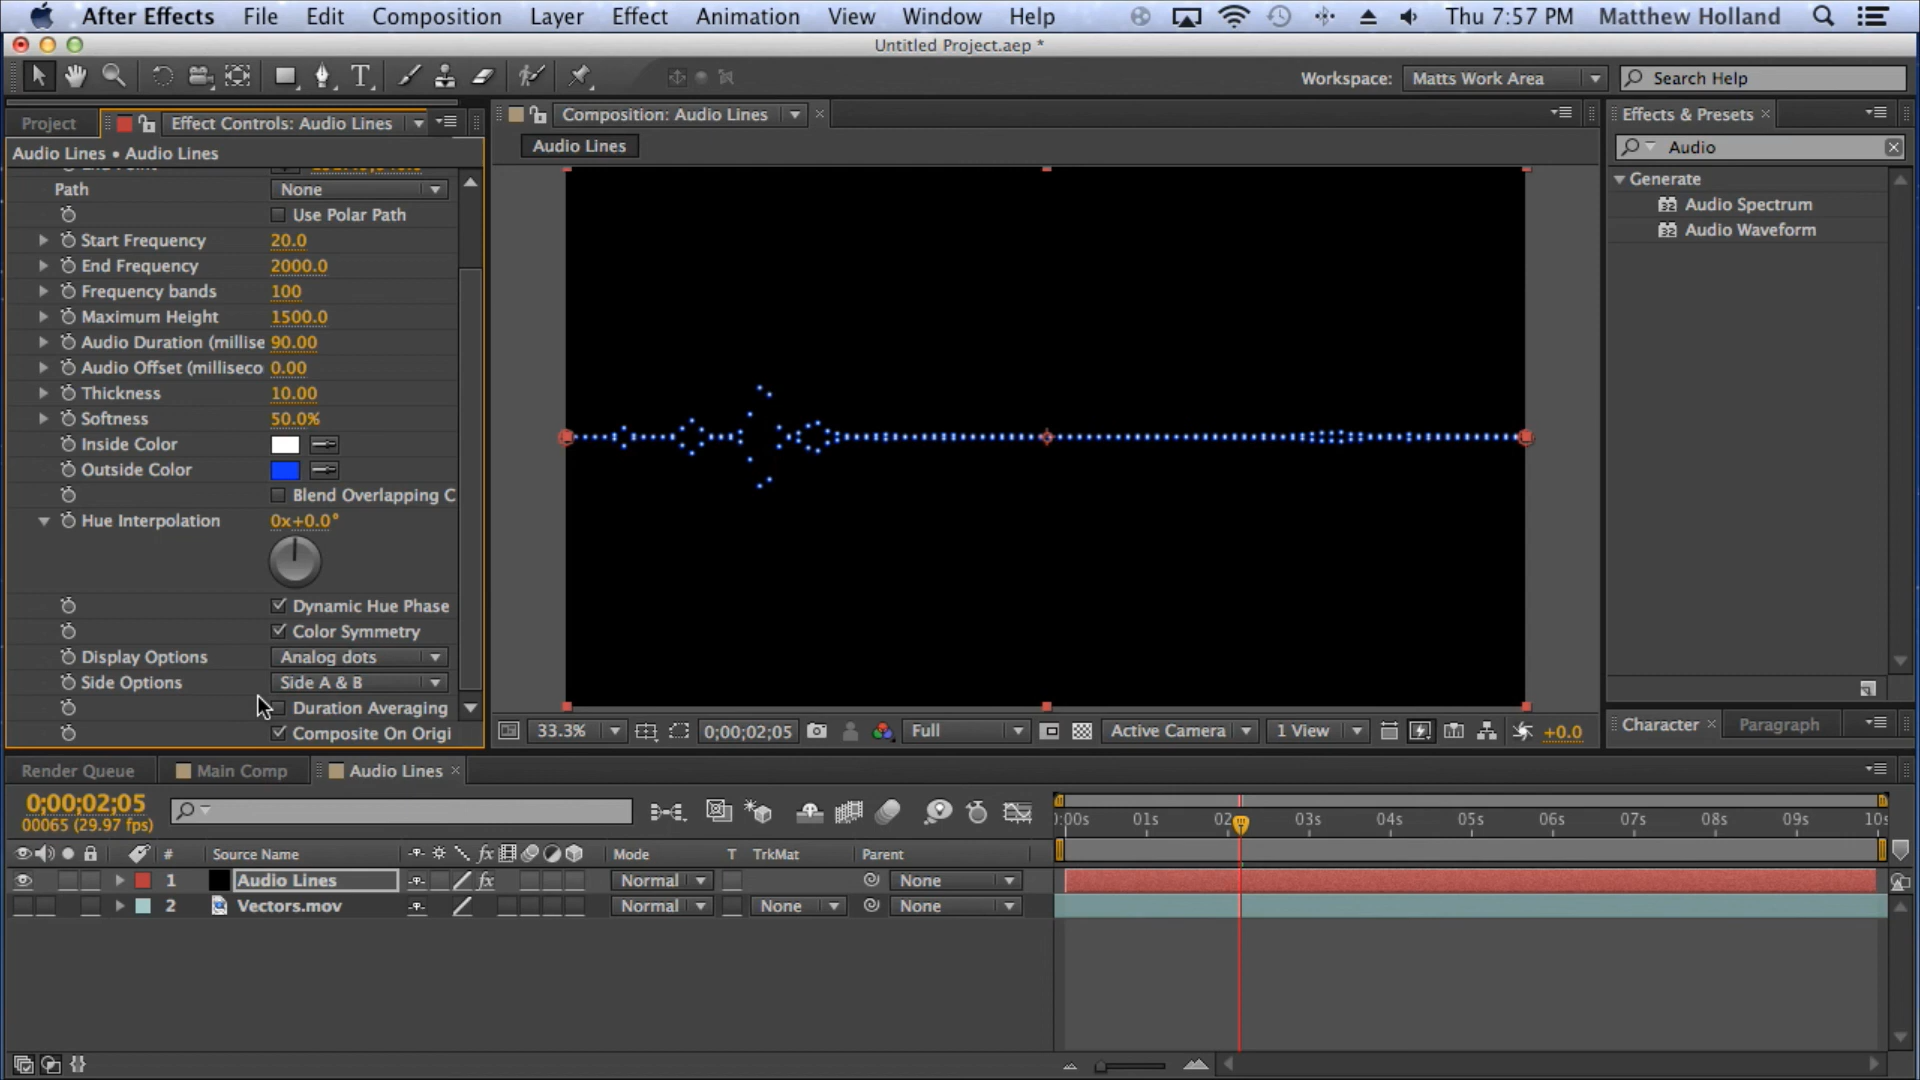 After Effects File Edit Composition Layer Effect Animation View Window Help Thu 7:57 PM Matthew Holland
Untitled Project.aep *
Workspace: Matts Work Area Search Help
Project Effect Controls: Audio Lines
Audio Lines • Audio Lines
Path None
Use Polar Path
Start Frequency 20.0
End Frequency 2000.0
Frequency bands 100
Maximum Height 1500.0
Audio Duration (millise 90.00
Audio Offset (milliseco 0.00
Thickness 10.00
Softness 50.0%
Inside Color
Outside Color
Blend Overlapping C
Hue Interpolation 0x+0.0°
Dynamic Hue Phase
Color Symmetry
Display Options Analog dots
Side Options Side A & B
Duration Averaging
Composite On Origi
Composition: Audio Lines
Audio Lines
33.3% 0;00;02;05 Full Active Camera 1 View +0.0
Effects & Presets
Audio
Generate
32 Audio Spectrum
32 Audio Waveform
Character Paragraph
Render Queue Main Comp Audio Lines
0;00;02;05
00065 (29.97 fps)
):00s 01s 02 03s 04s 05s 06s 07s 08s 09s 10s
# Source Name fx Mode T TrkMat Parent
1 Audio Lines fx Normal None
2 Vectors.mov Normal None None